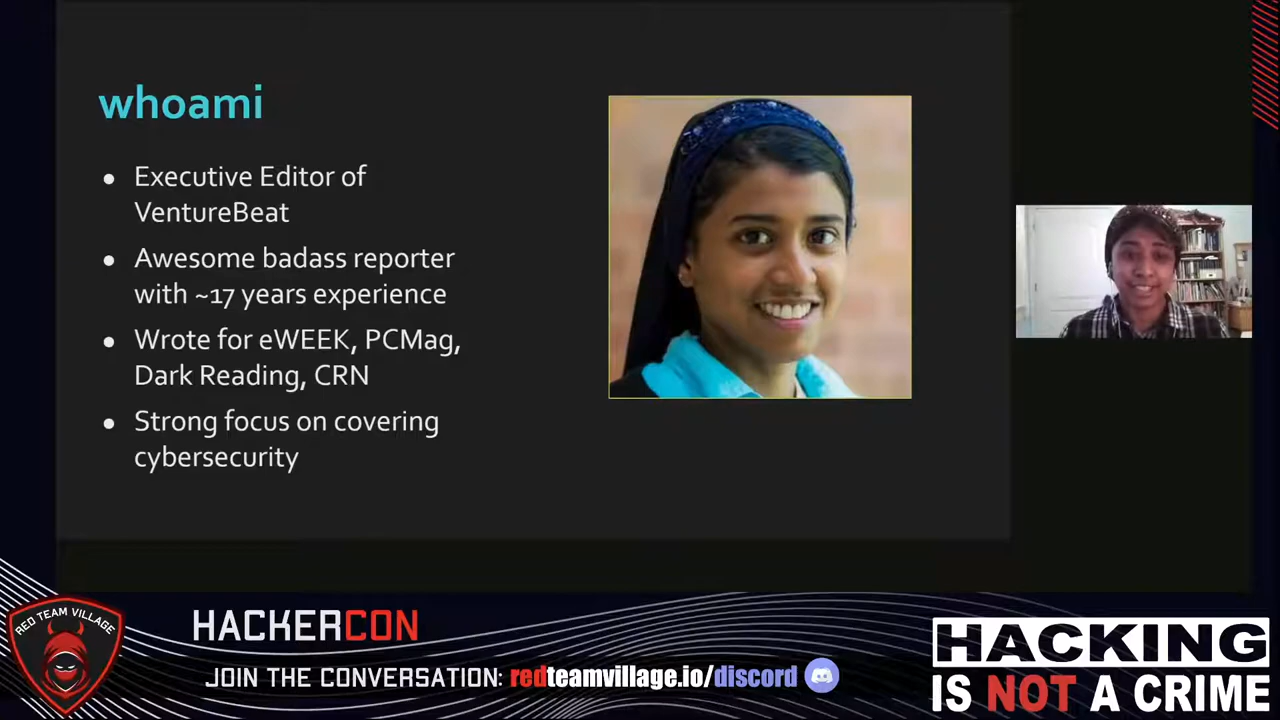 whoami
Executive Editor of
VentureBeat
Awesome badass reporter
with ~17 years experience
Wrote for eWEEK, PCMag,
Dark Reading, CRN
Strong focus on covering
cybersecurity
RED TEAM VILLAGE
HACKERCON
JOIN THE CONVERSATION: redteamvillage.io/discord
HACKING
IS NOT A CRIME